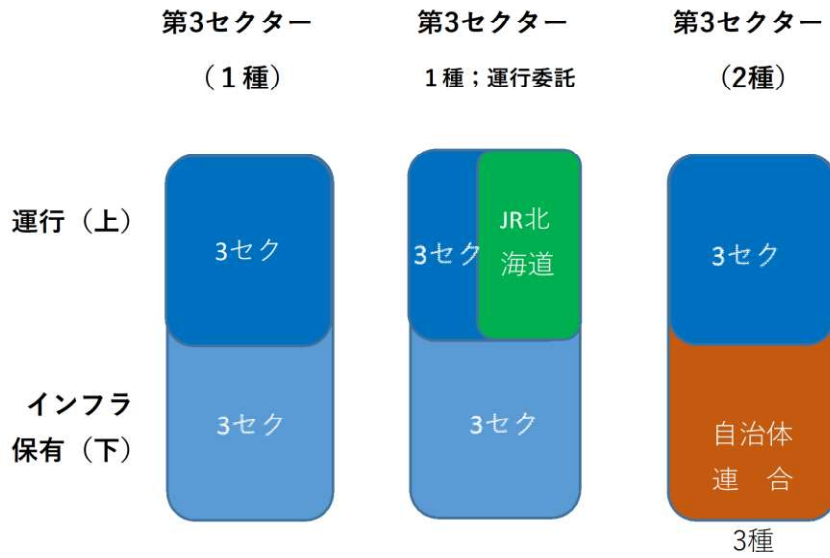 第3セクター
(1種)
第3セクター
1種;運行委託
第3セクター
(2種)
運行(上)
3セク
3セク
JR北
海道
3セク
インフラ
保有(下)
3セク
3セク
自治体
連　合
3種